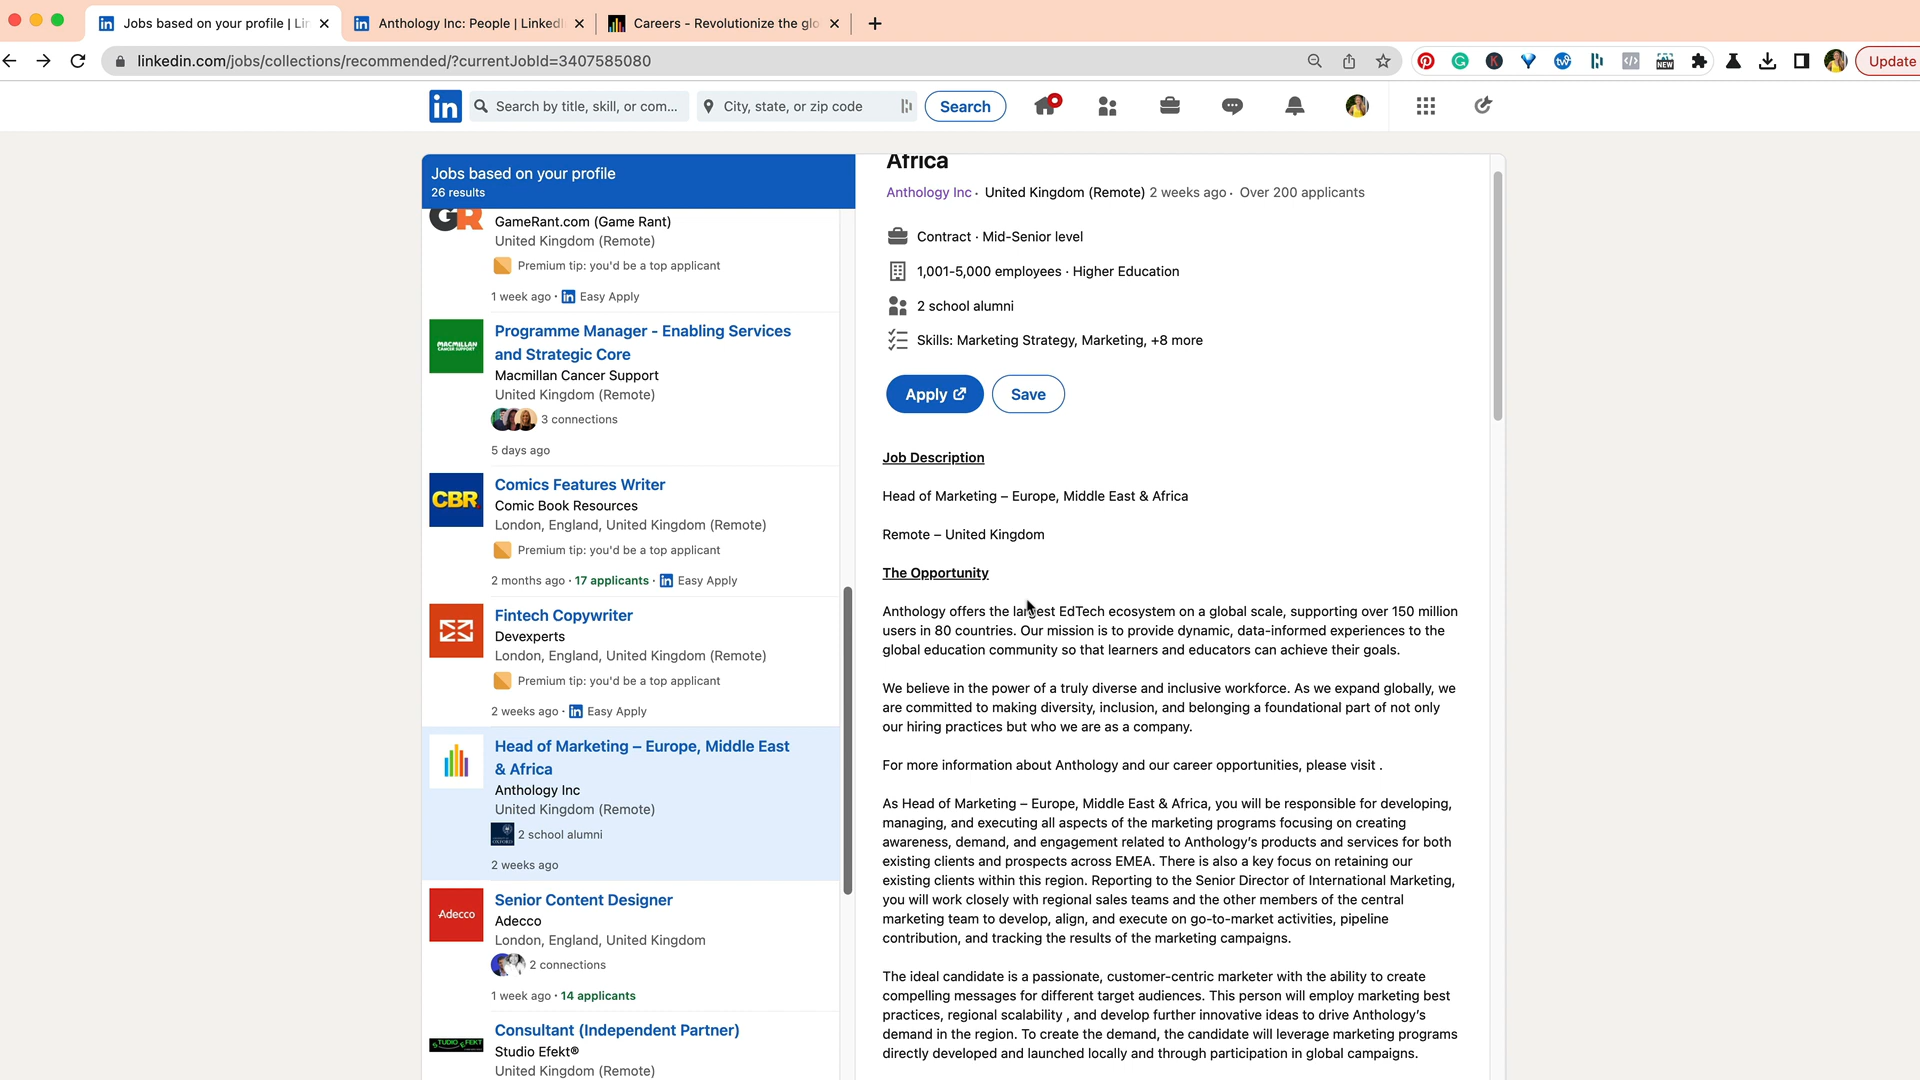 Jobs based on your profile | Lin
Anthology Inc: People | LinkedI
Careers - Revolutionize the glo
linkedin.com/jobs/collections/recommended/?currentJobId=3407585080
NEW
Update
in
Search by title, skill, or com...
City, state, or zip code
Search
Jobs based on your profile
26 results
GR
GameRant.com (Game Rant)
United Kingdom (Remote)
Premium tip: you'd be a top applicant
1 week ago · Easy Apply
MACMILLAN
CANCER SUPPORT
Programme Manager - Enabling Services
and Strategic Core
Macmillan Cancer Support
United Kingdom (Remote)
3 connections
5 days ago
CBR
Comics Features Writer
Comic Book Resources
London, England, United Kingdom (Remote)
Premium tip: you'd be a top applicant
2 months ago · 17 applicants · Easy Apply
Fintech Copywriter
Devexperts
London, England, United Kingdom (Remote)
Premium tip: you'd be a top applicant
2 weeks ago · Easy Apply
Head of Marketing – Europe, Middle East
& Africa
Anthology Inc
United Kingdom (Remote)
2 school alumni
2 weeks ago
Adecco
Senior Content Designer
Adecco
London, England, United Kingdom
2 connections
1 week ago · 14 applicants
STUDIO EFEKT
Consultant (Independent Partner)
Studio Efekt®
United Kingdom (Remote)
Africa
Anthology Inc · United Kingdom (Remote) 2 weeks ago · Over 200 applicants
Contract · Mid-Senior level
1,001-5,000 employees · Higher Education
2 school alumni
Skills: Marketing Strategy, Marketing, +8 more
Apply
Save
Job Description
Head of Marketing – Europe, Middle East & Africa
Remote – United Kingdom
The Opportunity
Anthology offers the largest EdTech ecosystem on a global scale, supporting over 150 million
users in 80 countries. Our mission is to provide dynamic, data-informed experiences to the
global education community so that learners and educators can achieve their goals.
We believe in the power of a truly diverse and inclusive workforce. As we expand globally, we
are committed to making diversity, inclusion, and belonging a foundational part of not only
our hiring practices but who we are as a company.
For more information about Anthology and our career opportunities, please visit .
As Head of Marketing – Europe, Middle East & Africa, you will be responsible for developing,
managing, and executing all aspects of the marketing programs focusing on creating
awareness, demand, and engagement related to Anthology's products and services for both
existing clients and prospects across EMEA. There is also a key focus on retaining our
existing clients within this region. Reporting to the Senior Director of International Marketing,
you will work closely with regional sales teams and the other members of the central
marketing team to develop, align, and execute on go-to-market activities, pipeline
contribution, and tracking the results of the marketing campaigns.
The ideal candidate is a passionate, customer-centric marketer with the ability to create
compelling messages for different target audiences. This person will employ marketing best
practices, regional scalability , and develop further innovative ideas to drive Anthology's
demand in the region. To create the demand, the candidate will leverage marketing programs
directly developed and launched locally and through participation in global campaigns.